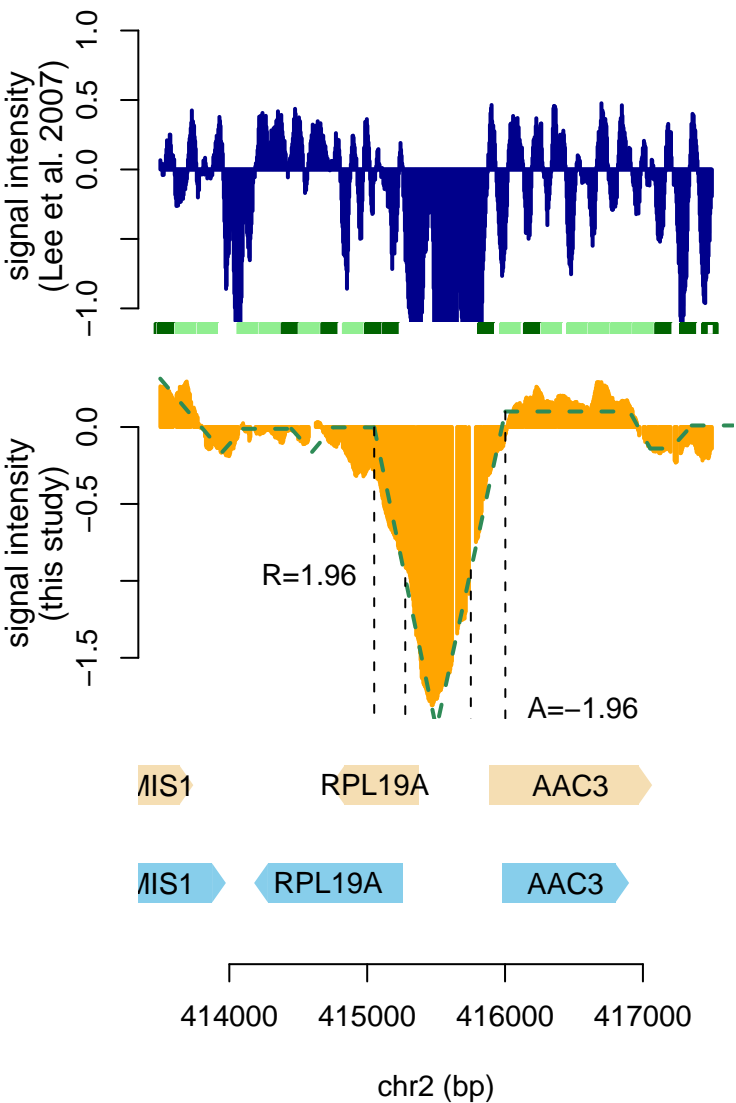 signal intensity
(Lee et al. 2007)
1.0
0.5
0.0
−1.0
signal intensity
(this study)
0.0
−0.5
−1.5
R=1.96
A=−1.96
MIS1 RPL19A AAC3
MIS1 RPL19A AAC3
414000 415000 416000 417000
chr2 (bp)